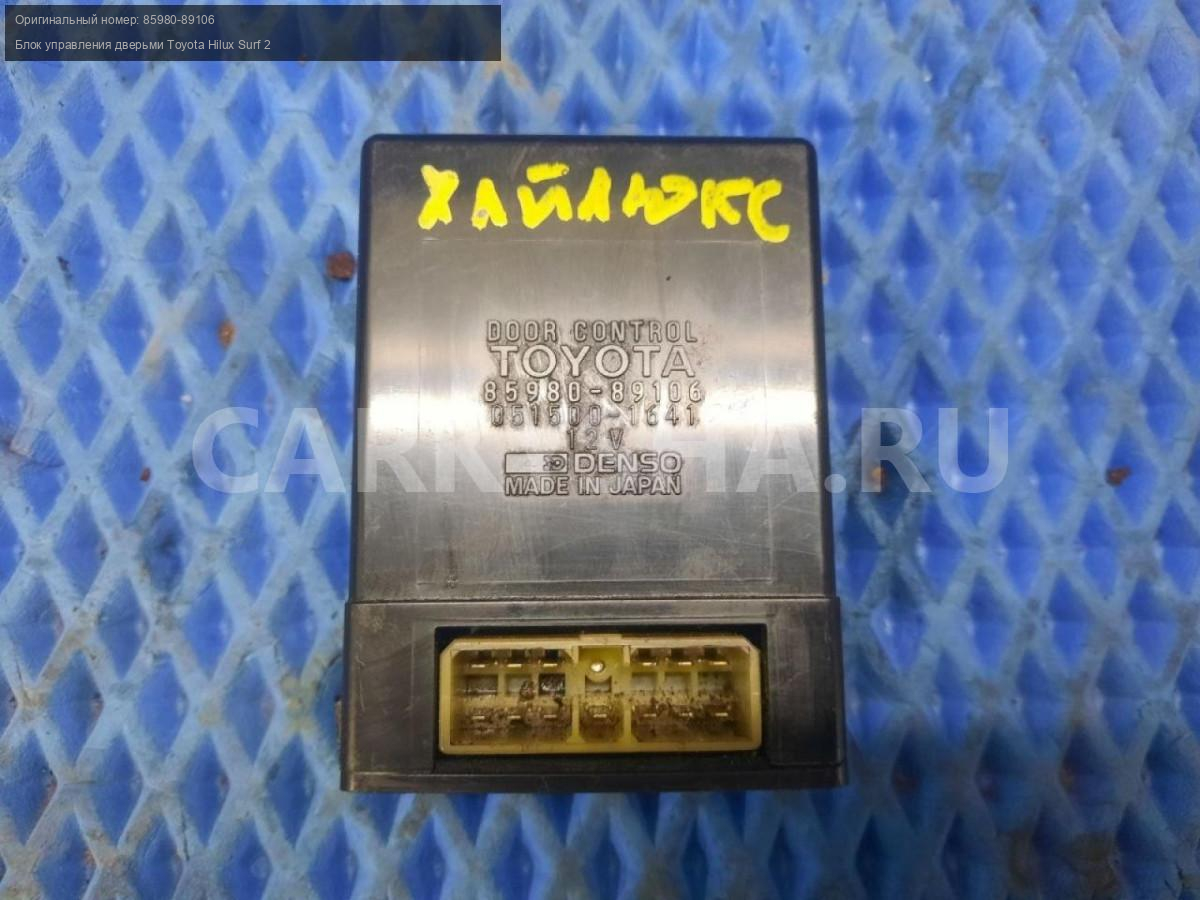 Оригинальный номер: 85980-89106
Блок управления дверьми Toyota Hilux Surf 2
ХАЙЛЮКС
DOOR CONTROL
TOYOTA
85980-89106
051500-1641
12V
DENSO
MADE IN JAPAN